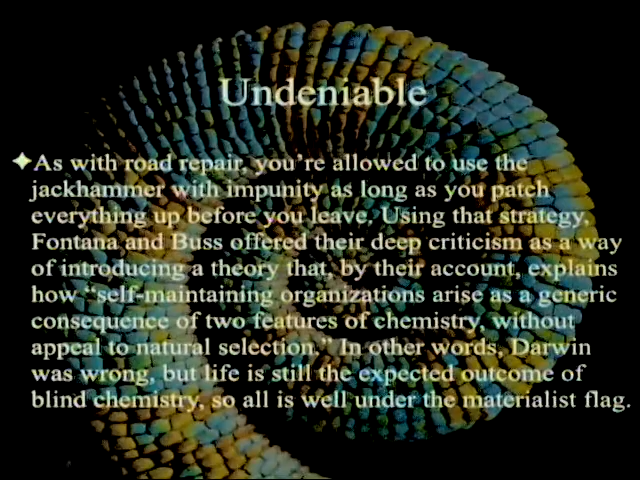 Undeniable
As with road repair, you're allowed to use the
jackhammer with impunity as long as you patch
everything up before you leave. Using that strategy,
Fontana and Buss offered their deep criticism as a way
of introducing a theory that, by their account, explains
how "self-maintaining organizations arise as a generic
consequence of two features of chemistry, without
appeal to natural selection." In other words, Darwin
was wrong, but life is still the expected outcome of
blind chemistry, so all is well under the materialist flag.